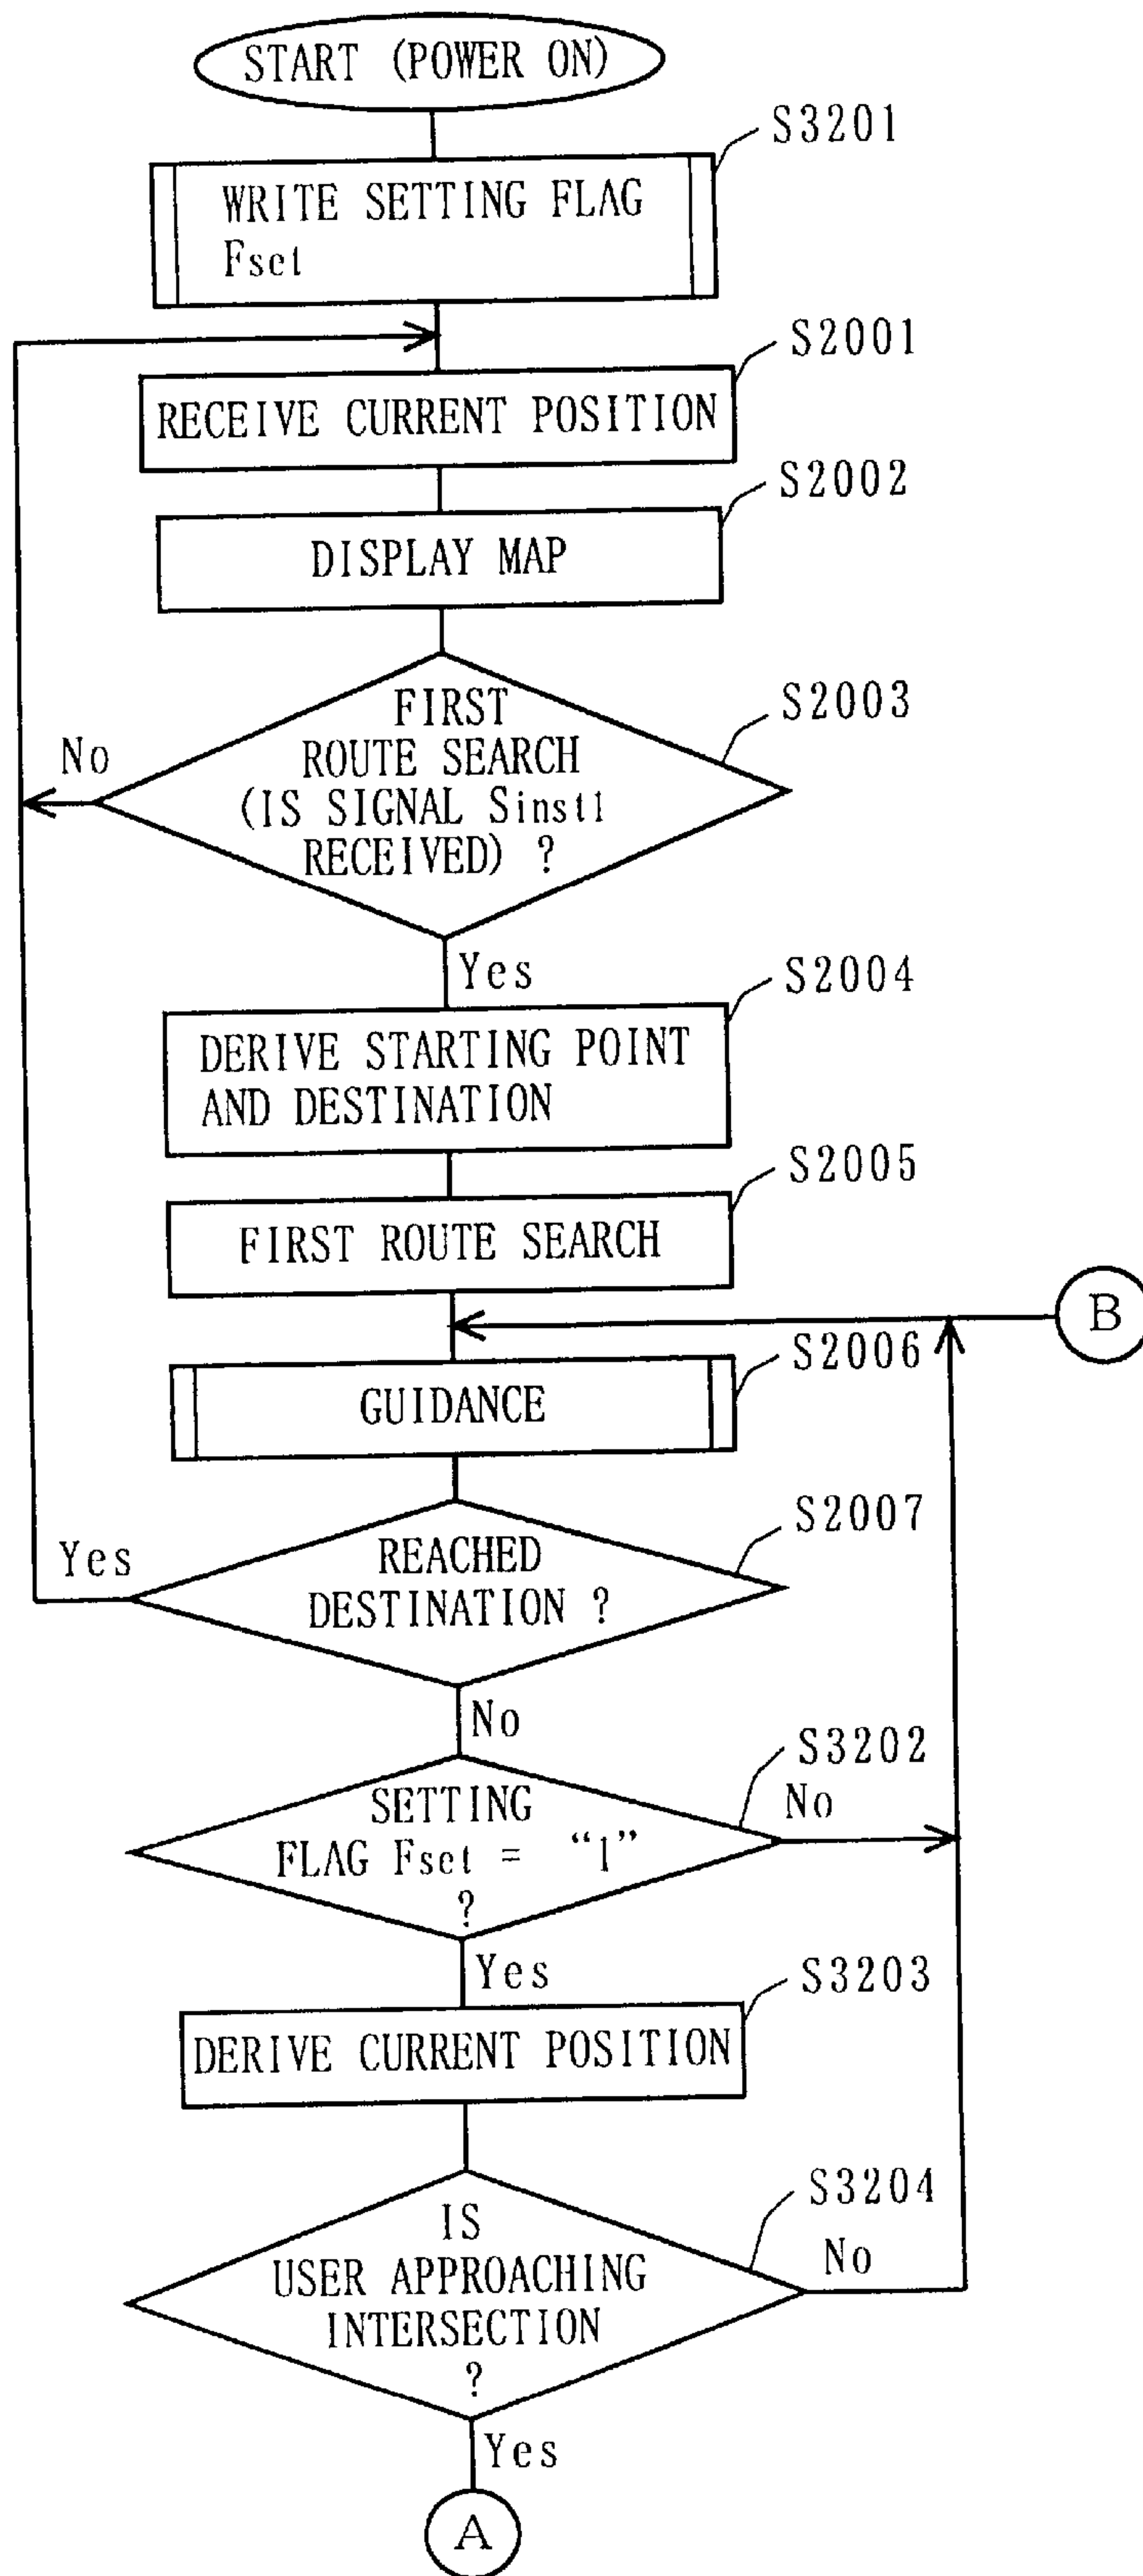 START (POWER ON)
S3201
WRITE SETTING FLAG
Fset
S2001
RECEIVE CURRENT POSITION
S2002
DISPLAY MAP
S2003
FIRST
ROUTE SEARCH
(IS SIGNAL Sinst1
RECEIVED) ?
No
Yes
S2004
DERIVE STARTING POINT
AND DESTINATION
S2005
FIRST ROUTE SEARCH
B
S2006
GUIDANCE
S2007
REACHED
DESTINATION ?
Yes
No
S3202
SETTING
FLAG Fset = “1”
?
No
Yes
S3203
DERIVE CURRENT POSITION
S3204
IS
USER APPROACHING
INTERSECTION
?
No
Yes
A